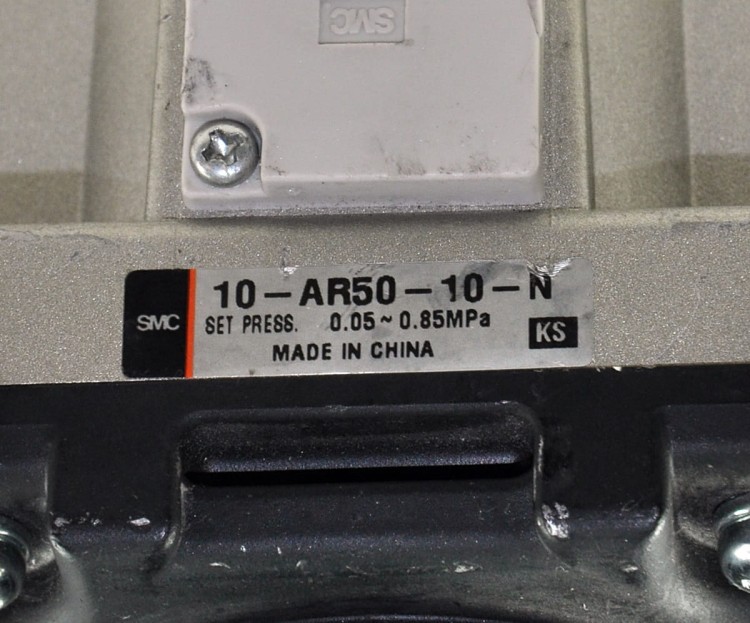 SMC
10-AR50-10-N
SMC SET PRESS. 0.05~0.85MPa KS
MADE IN CHINA